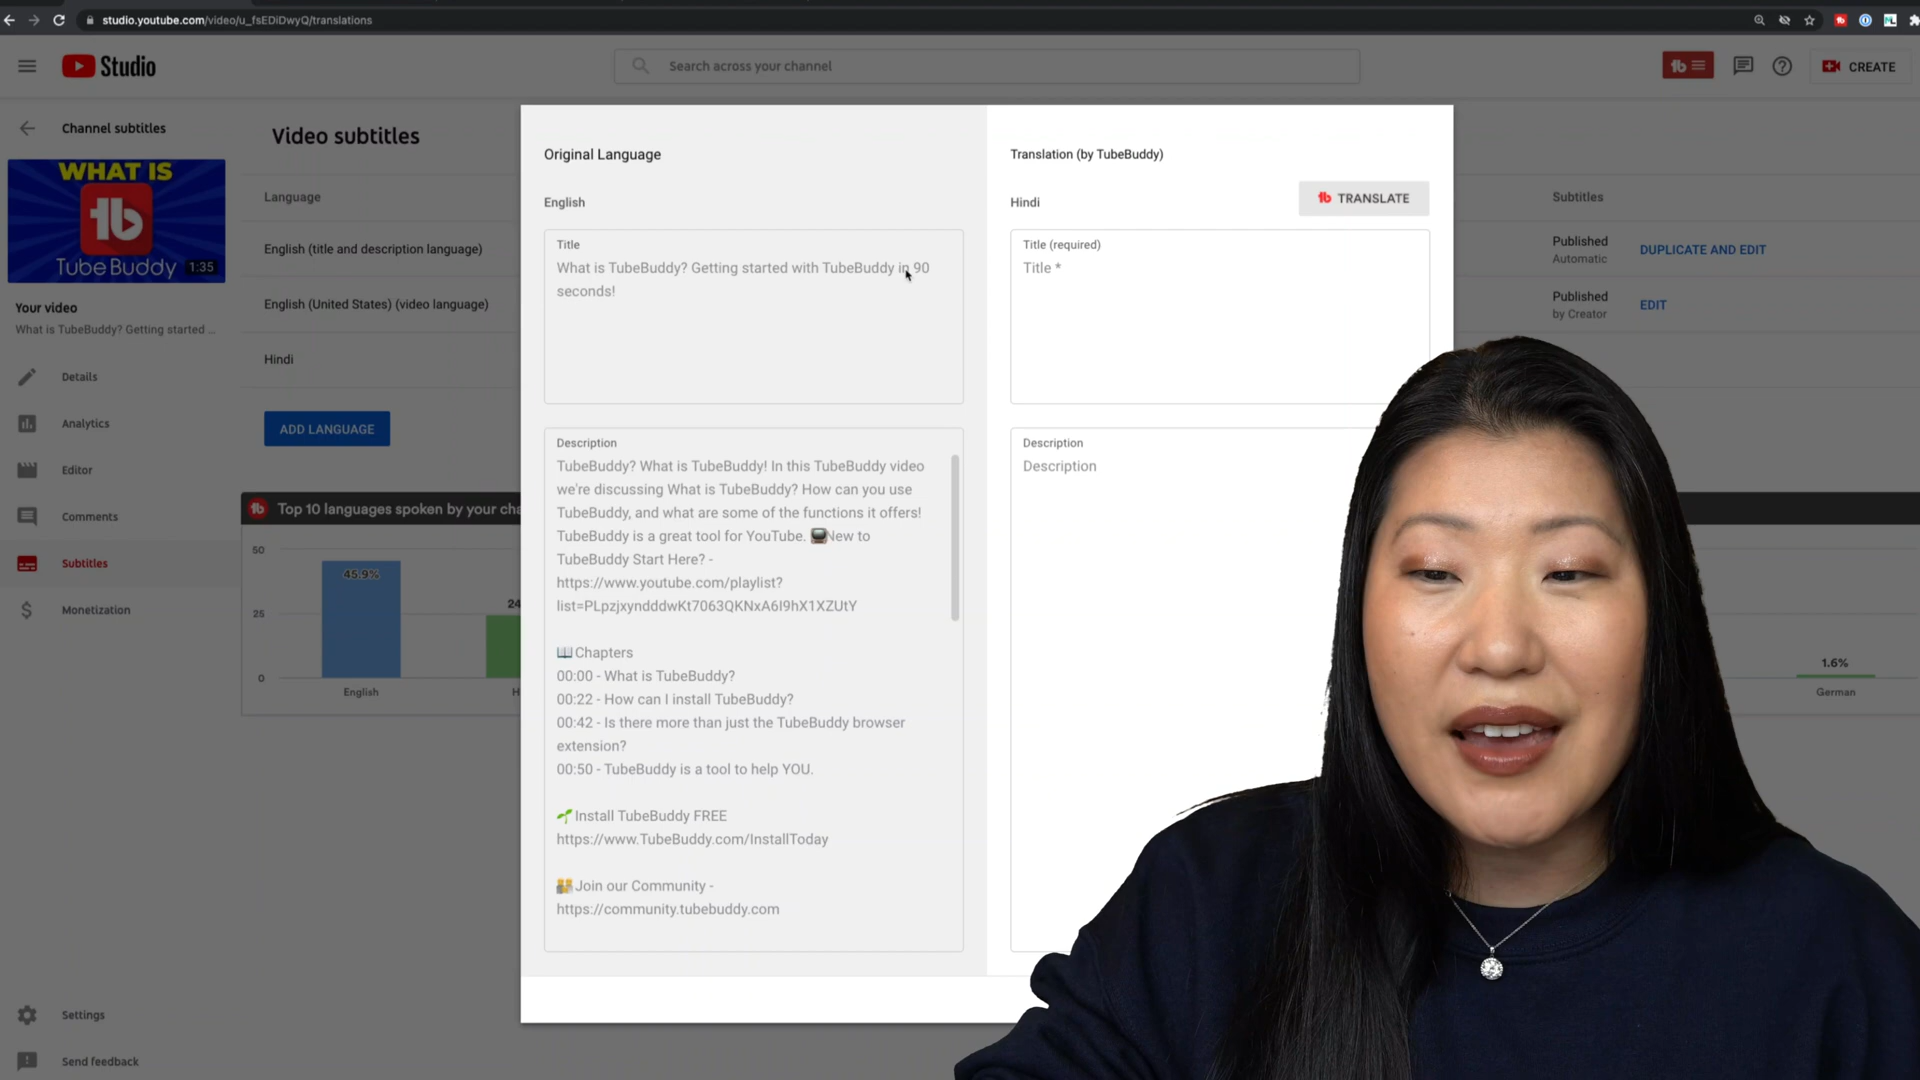 studio.youtube.com/video/u_fsEDiDwyQ/translations
Studio
Search across your channel
CREATE
Channel subtitles
WHAT IS
TubeBuddy
1:35
Your video
What is TubeBuddy? Getting started ...
Details
Analytics
Editor
Comments
Subtitles
Monetization
Settings
Send feedback
Video subtitles
Language
English (title and description language)
English (United States) (video language)
Hindi
ADD LANGUAGE
Top 10 languages spoken by your cha
50
25
0
45.9%
24
English
H
Original Language
English
Title
What is TubeBuddy? Getting started with TubeBuddy in 90
seconds!
Description
TubeBuddy? What is TubeBuddy! In this TubeBuddy video
we're discussing What is TubeBuddy? How can you use
TubeBuddy, and what are some of the functions it offers!
TubeBuddy is a great tool for YouTube. 📺New to
TubeBuddy Start Here? -
https://www.youtube.com/playlist?
list=PLpzjxyndddwKt7063QKNxA6I9hX1XZUtY
📖Chapters
00:00 - What is TubeBuddy?
00:22 - How can I install TubeBuddy?
00:42 - Is there more than just the TubeBuddy browser
extension?
00:50 - TubeBuddy is a tool to help YOU.
🌱Install TubeBuddy FREE
https://www.TubeBuddy.com/InstallToday
👫Join our Community -
https://community.tubebuddy.com
Translation (by TubeBuddy)
Hindi
TRANSLATE
Title (required)
Title *
Description
Description
Subtitles
Published
Automatic
DUPLICATE AND EDIT
Published
by Creator
EDIT
1.6%
German